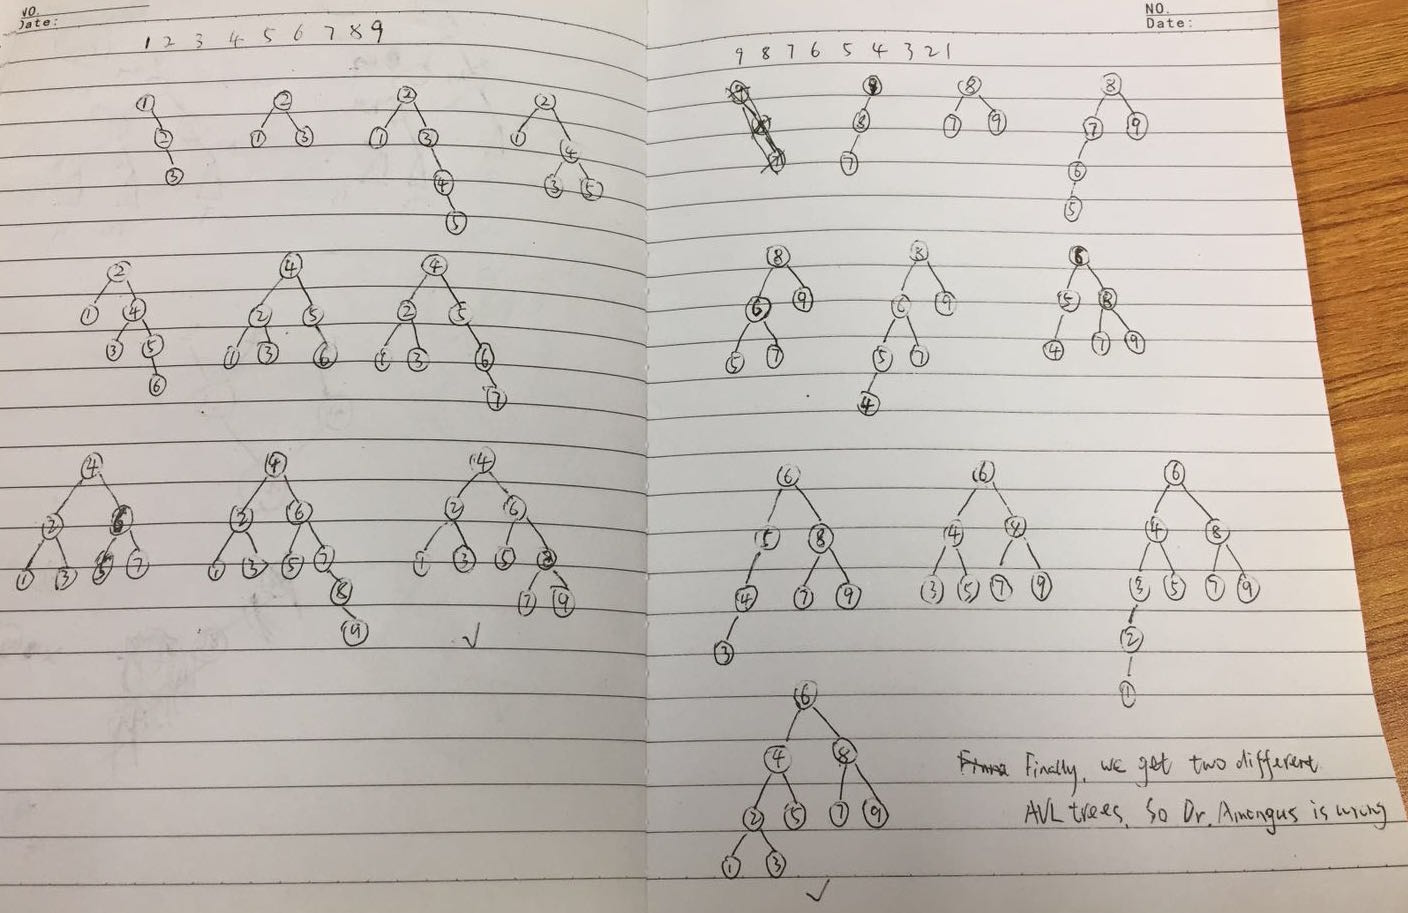 NO.
Date:
1 2 3 4 5 6 7 8 9
1 2 2 2
2 1 3 1 3 1 4
3 4 3 5
5
2 4 4
1 4 2 5 2 5
3 5 1 3 6 1 3 6
6 7
4 4 4
2 6 2 6 2 6
1 3 5 7 1 3 5 7 1 3 5 8
8 7 9
9
NO.
Date:
9 8 7 6 5 4 3 2 1
9 9 8 8
8 8 7 9 7 9
7 7 6
5
8 8 6
6 9 6 9 5 8
5 7 5 7 4 7 9
4
6 6 6
5 8 4 8 4 8
4 7 9 3 5 7 9 3 5 7 9
3 2
1
6
4 8
2 5 7 9
1 3
Finally, we get two different
AVL trees, So Dr. Amongus is wrong